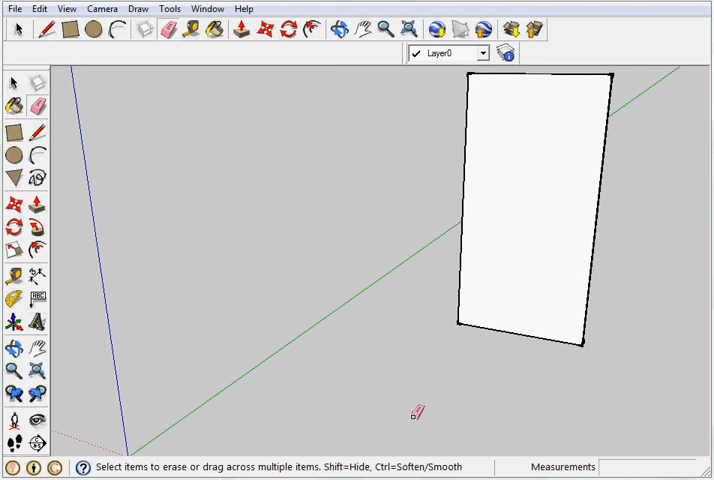 File Edit View Camera Draw Tools Window Help
Layer0
ABC
Select items to erase or drag across multiple items. Shift=Hide, Ctrl=Soften/Smooth Measurements